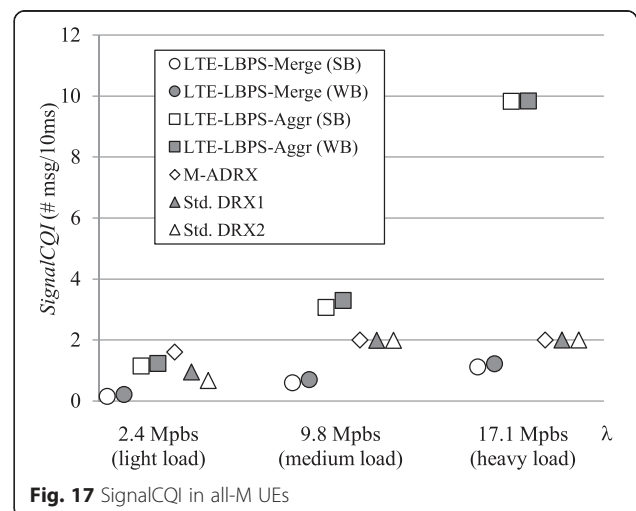 12
10
8
6
4
2
0
SignalCQI (# msg/10ms)
LTE-LBPS-Merge (SB)
LTE-LBPS-Merge (WB)
LTE-LBPS-Aggr (SB)
LTE-LBPS-Aggr (WB)
M-ADRX
Std. DRX1
Std. DRX2
2.4 Mpbs
(light load)
9.8 Mpbs
(medium load)
17.1 Mpbs
(heavy load)
λ
Fig. 17 SignalCQI in all-M UEs